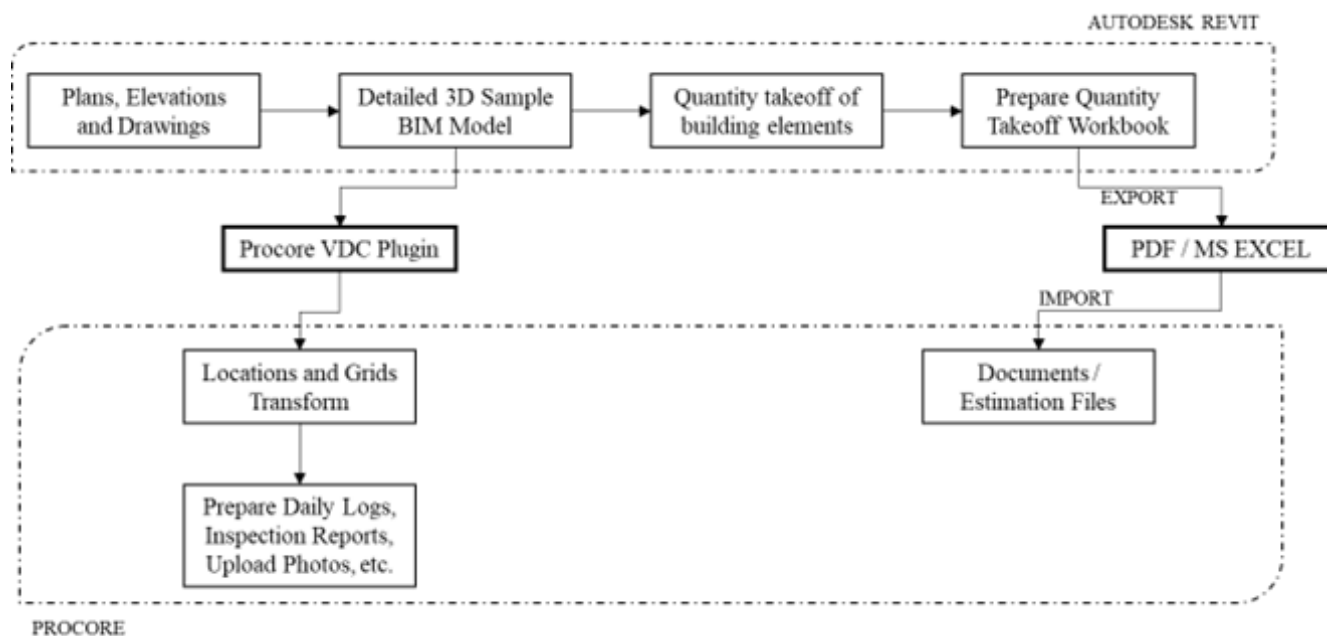 AUTODESK REVIT
Plans, Elevations
and Drawings
Detailed 3D Sample
BIM Model
Quantity takeoff of
building elements
Prepare Quantity
Takeoff Workbook
EXPORT
Procore VDC Plugin
PDF / MS EXCEL
IMPORT
Locations and Grids
Transform
Documents /
Estimation Files
Prepare Daily Logs,
Inspection Reports,
Upload Photos, etc.
PROCORE